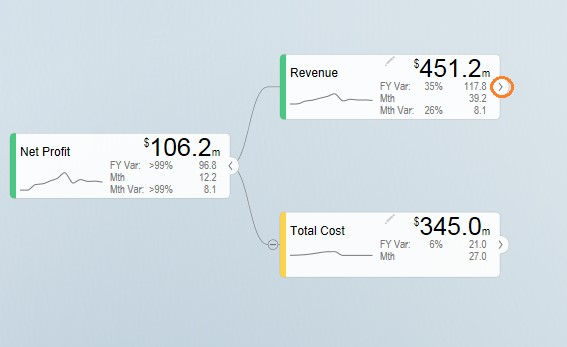 Revenue
$451.2m
FY Var: 35% 117.8
Mth 39.2
Mth Var: 26% 8.1
Net Profit
$106.2m
FY Var: >99% 96.8
Mth 12.2
Mth Var: >99% 8.1
Total Cost
$345.0m
FY Var: 6% 21.0
Mth 27.0